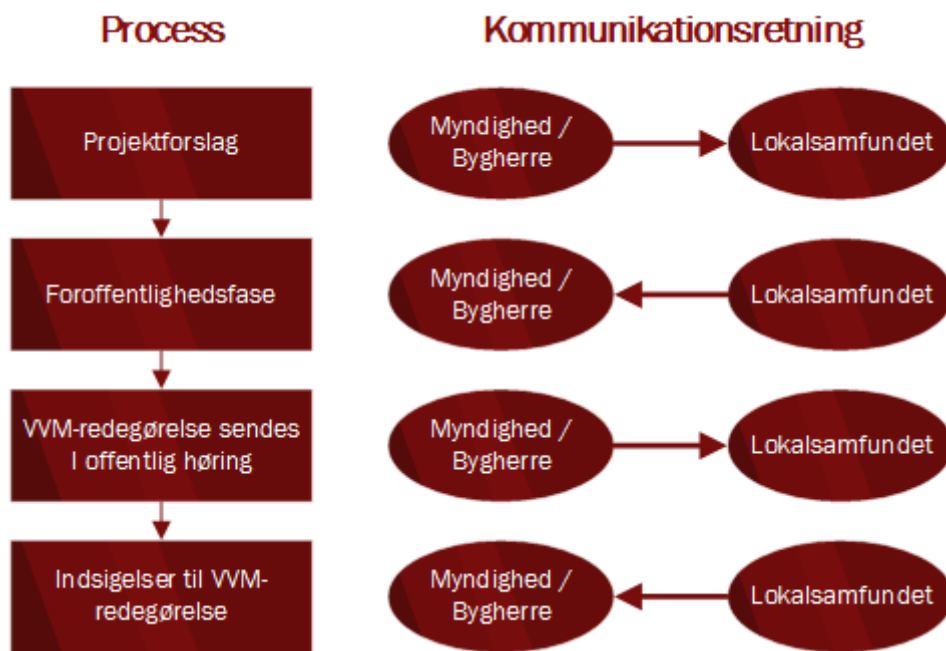 Process
Kommunikationsretning
Projektforslag
Myndighed /
Bygherre
Lokalsamfundet
Foroffentlighedsfase
Myndighed /
Bygherre
Lokalsamfundet
VVM-redegørelse sendes
I offentlig høring
Myndighed /
Bygherre
Lokalsamfundet
Indsigelser til VVM-
redegørelse
Myndighed /
Bygherre
Lokalsamfundet